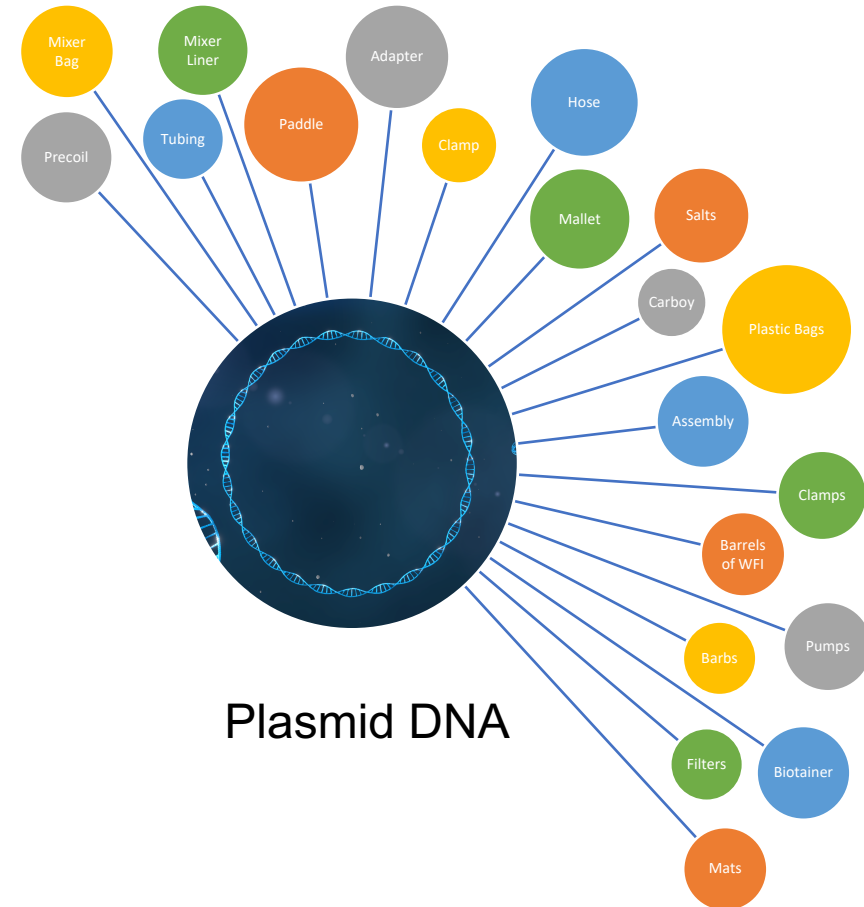 Mixer
Bag
Mixer
Liner
Adapter
Precoil
Tubing
Paddle
Clamp
Hose
Mallet
Salts
Carboy
Plastic Bags
Assembly
Clamps
Barrels
of WFI
Pumps
Barbs
Filters
Biotainer
Mats
Plasmid DNA